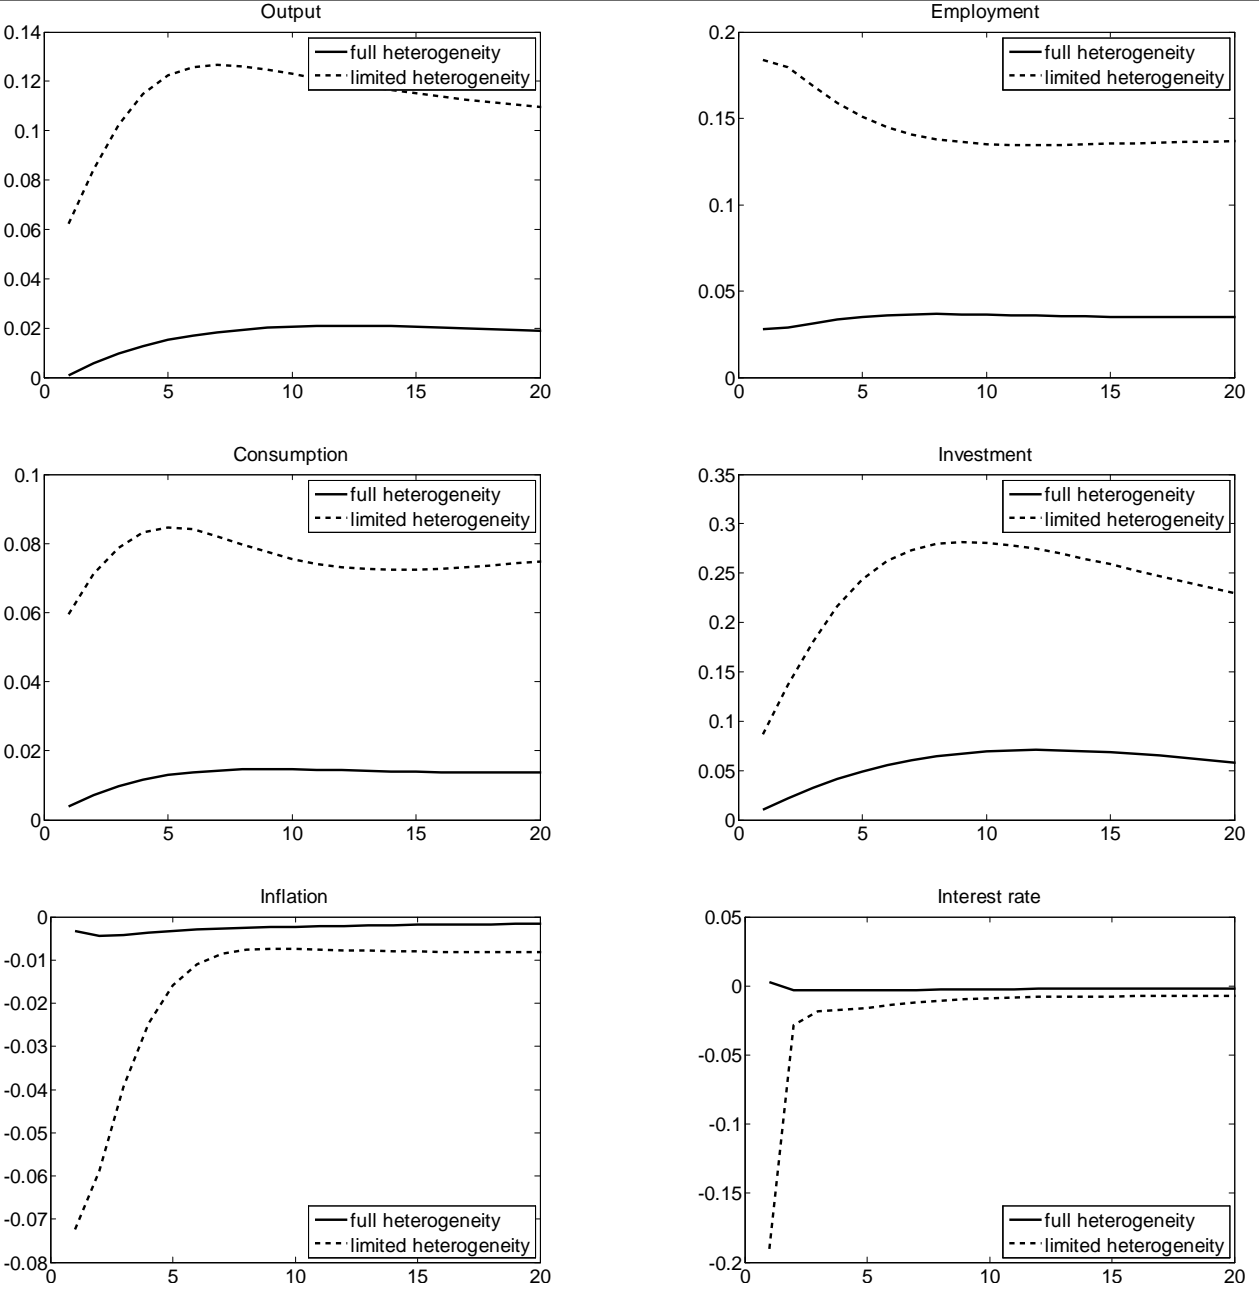 Output
0.14
0.12
0.1
0.08
0.06
0.04
0.02
0
0 5 10 15 20
full heterogeneity
limited heterogeneity
Employment
0.2
0.15
0.1
0.05
0
0 5 10 15 20
full heterogeneity
limited heterogeneity
Consumption
0.1
0.08
0.06
0.04
0.02
0
0 5 10 15 20
full heterogeneity
limited heterogeneity
Investment
0.35
0.3
0.25
0.2
0.15
0.1
0.05
0
0 5 10 15 20
full heterogeneity
limited heterogeneity
Inflation
0
-0.01
-0.02
-0.03
-0.04
-0.05
-0.06
-0.07
-0.08
0 5 10 15 20
full heterogeneity
limited heterogeneity
Interest rate
0.05
0
-0.05
-0.1
-0.15
-0.2
0 5 10 15 20
full heterogeneity
limited heterogeneity